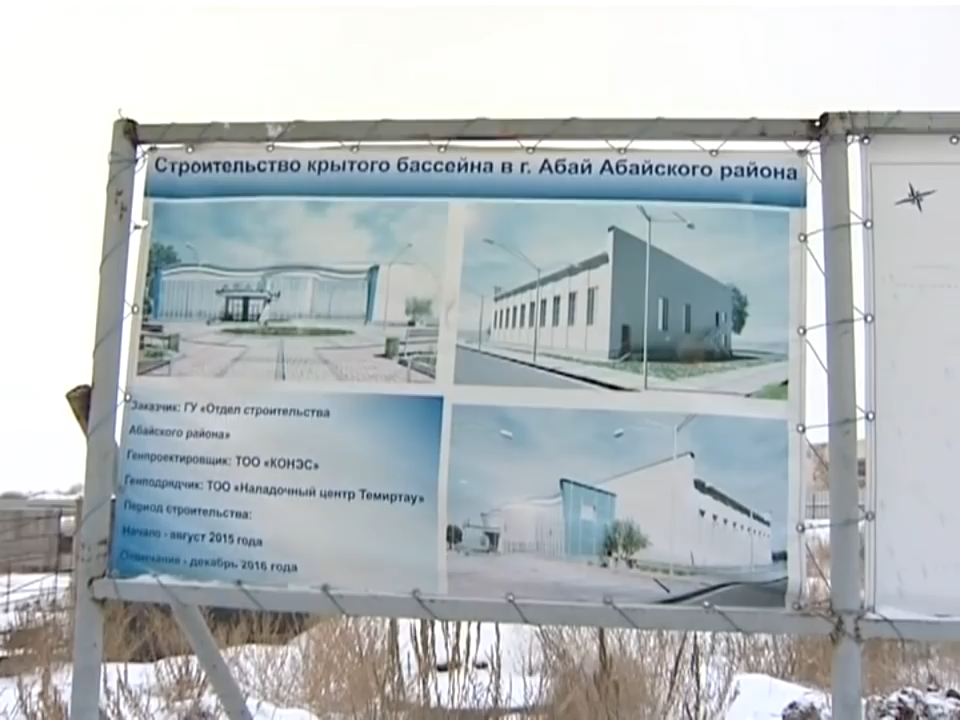 Строительство крытого бассейна в г. Абай Абайского района
Заказчик: ГУ «Отдел строительства
Абайского района»
Генпроектировщик: ТОО «КОНЭС»
Генподрядчик: ТОО «Наладочный центр Темиртау»
Период строительства:
Начало - август 2015 года
Окончание - декабрь 2016 года